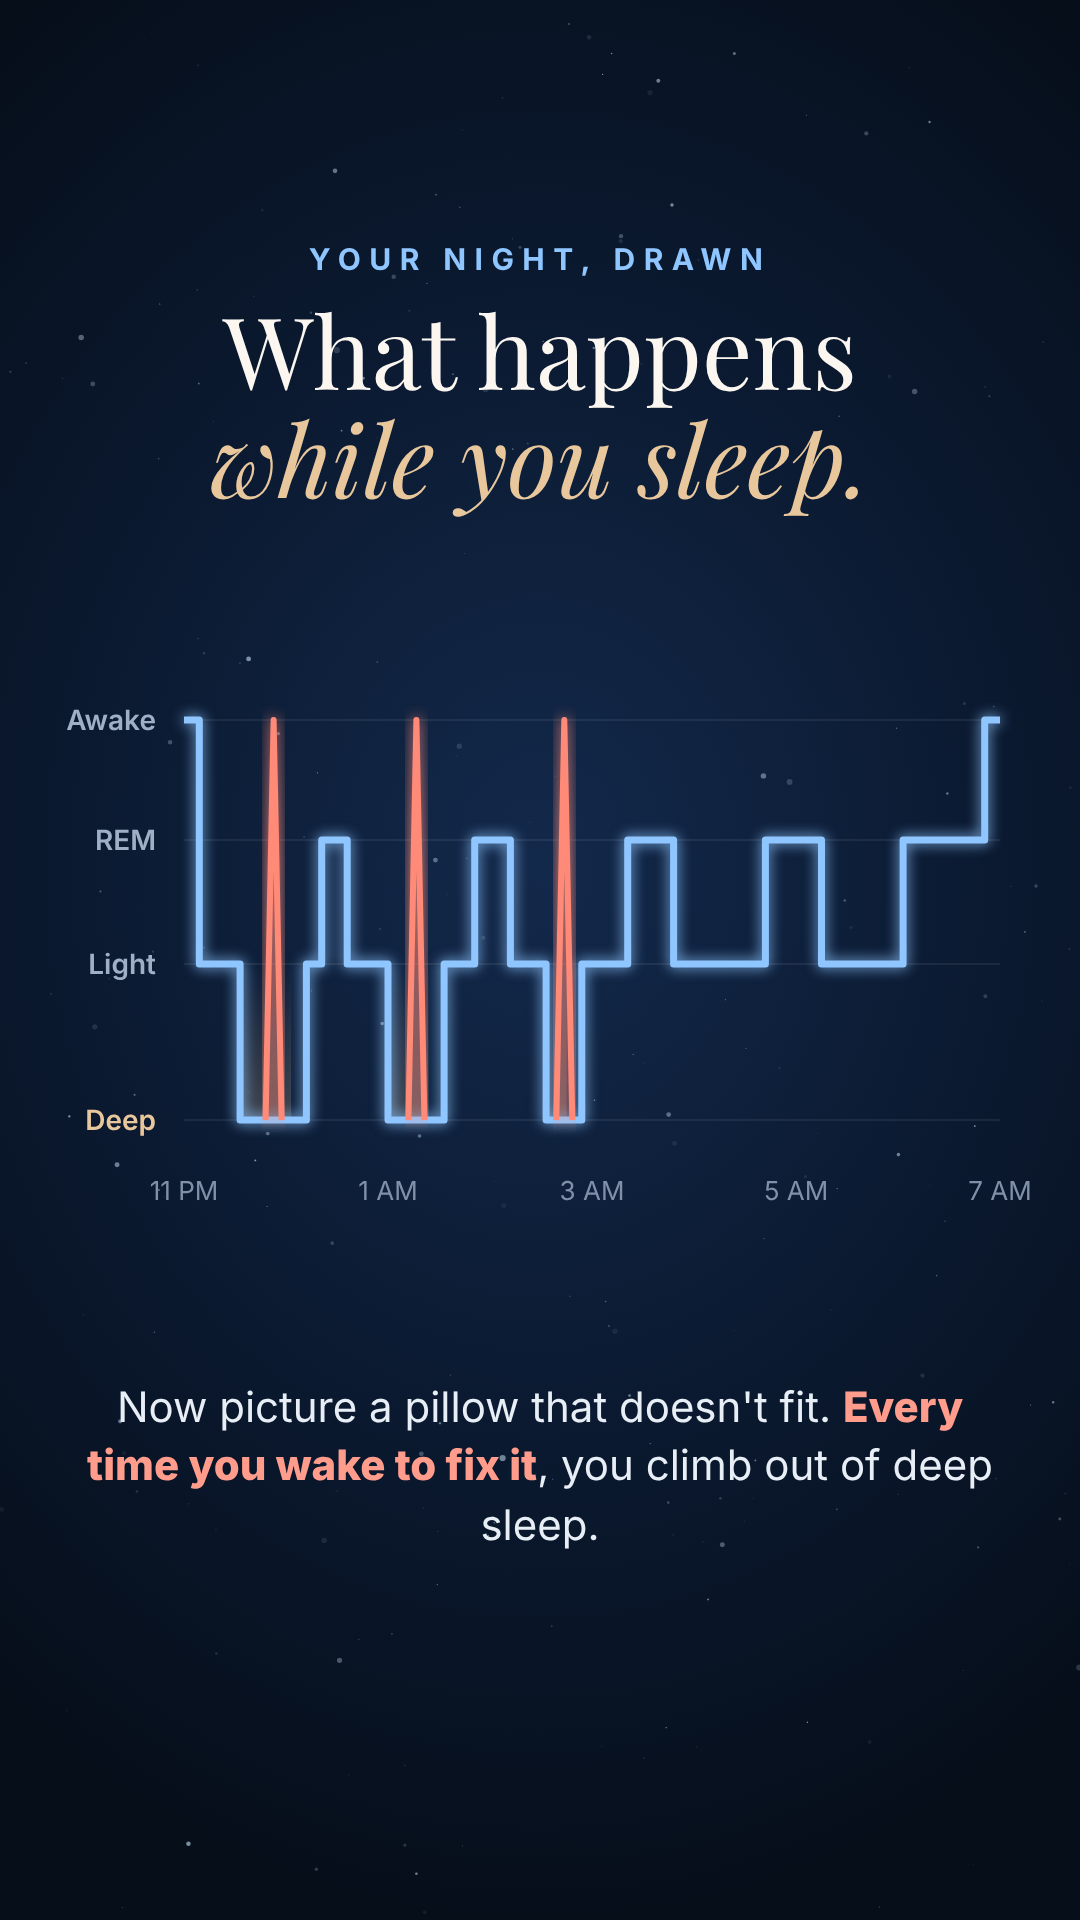 YOUR NIGHT, DRAWN
What happens
while you sleep.
Awake
REM
Light
Deep
11 PM
1 AM
3 AM
5 AM
7 AM
Now picture a pillow that doesn't fit. Every
time you wake to fix it, you climb out of deep
sleep.